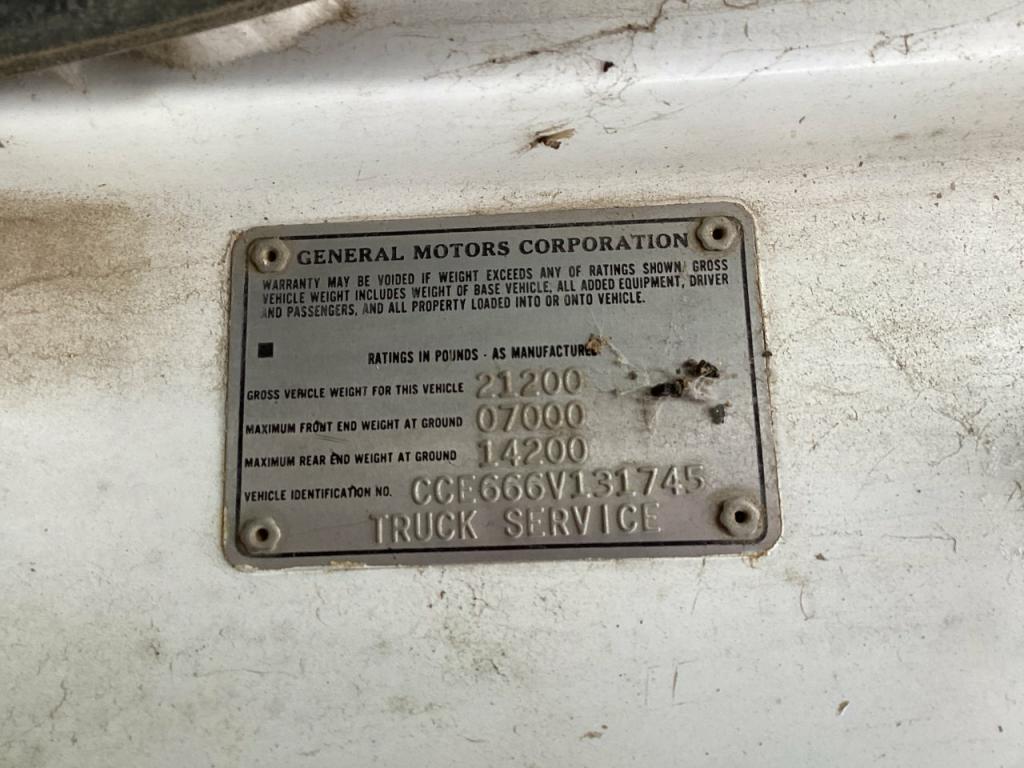 GENERAL MOTORS CORPORATION
WARRANTY MAY BE VOIDED IF WEIGHT EXCEEDS ANY OF RATINGS SHOWN. GROSS
VEHICLE WEIGHT INCLUDES WEIGHT OF BASE VEHICLE, ALL ADDED EQUIPMENT, DRIVER
AND PASSENGERS, AND ALL PROPERTY LOADED INTO OR ONTO VEHICLE.
RATINGS IN POUNDS - AS MANUFACTURED
GROSS VEHICLE WEIGHT FOR THIS VEHICLE 21200
MAXIMUM FRONT END WEIGHT AT GROUND 07000
MAXIMUM REAR END WEIGHT AT GROUND 14200
VEHICLE IDENTIFICATION NO. CCE666V131745
TRUCK SERVICE